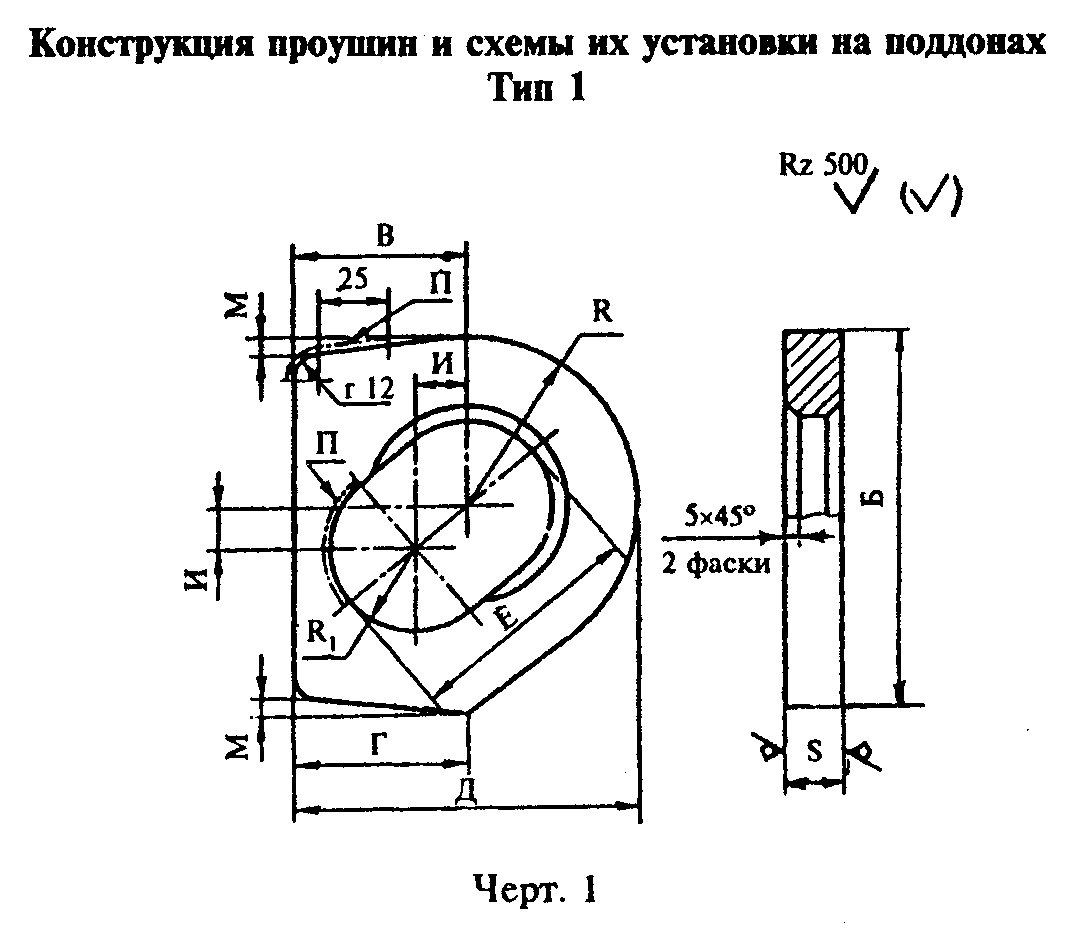 Конструкция проушин и схемы их установки на поддонах
Тип 1
Rz 500
В
25
П
М
R
И
r 12
П
Б
5×45°
2 фаски
И
Е
R1
М
Г
S
Д
Черт. 1